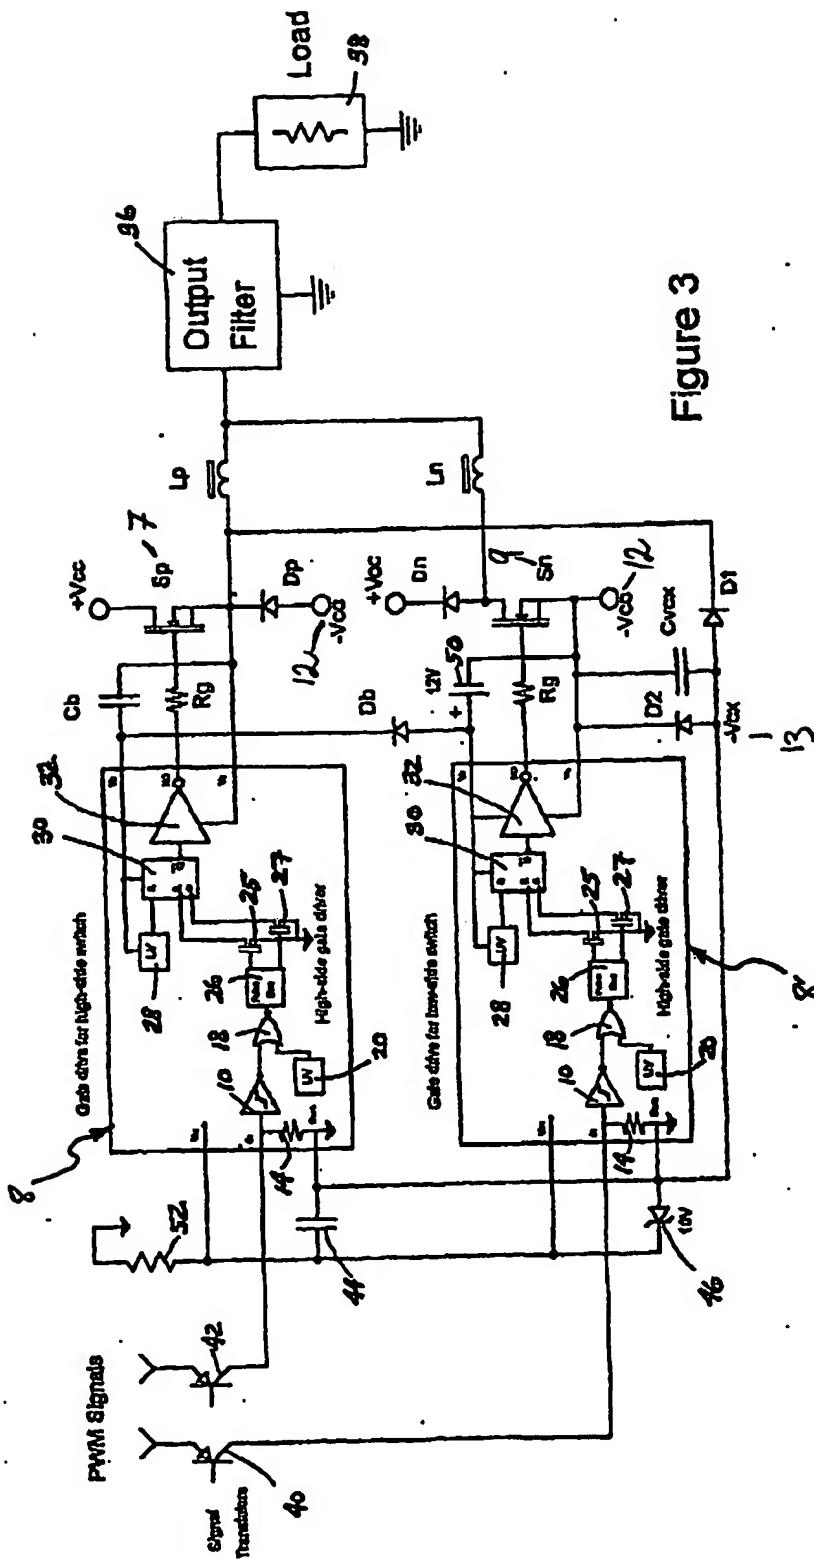 PWM Signals
Signal
Transistors
40
42
52
8
Gate drive for high-side switch
28
UV
30
32
10
18
26
25
27
14
20
UV
High-side gate driver
44
Cb
Rg
+Vcc
Sp
7
Dp
12
-Vcc
Lp
Output
Filter
36
Load
38
Gate drive for low-side switch
28
UV
30
32
10
18
26
25
27
14
20
UV
High-side gate driver
8'
46
10V
Db
12V
50
+
Rg
+Vcc
Dn
9
Sn
-Vcc
12
Ln
D2
Cvcx
-Vcx
13
D1
Figure 3